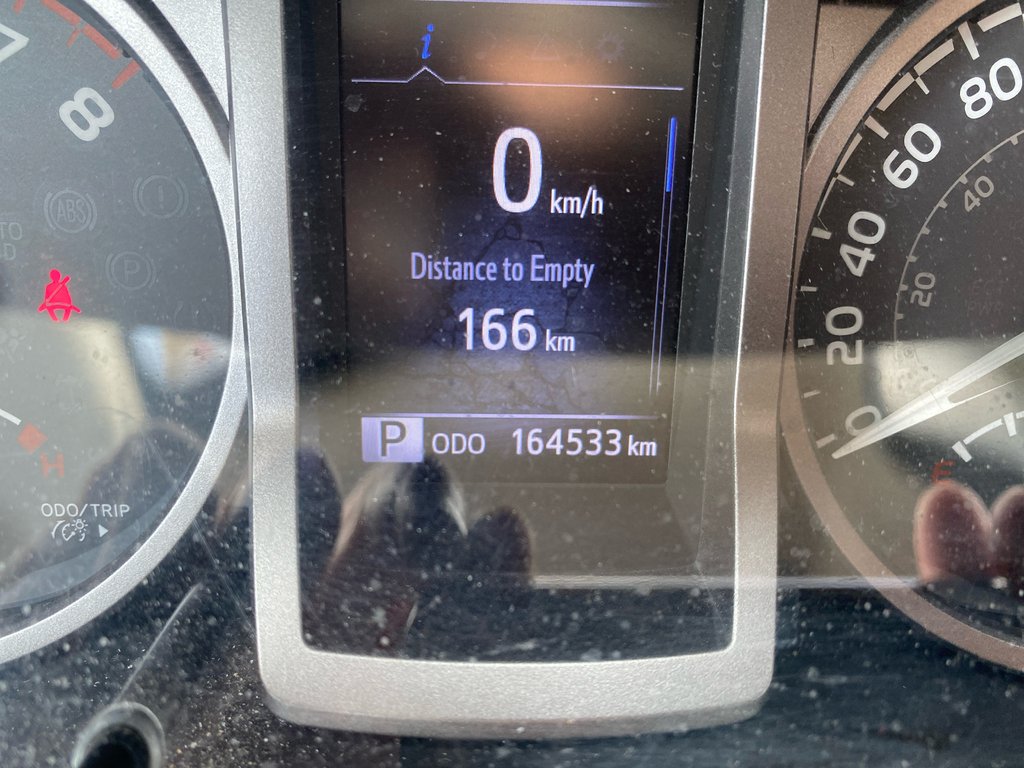 i
0 km/h
Distance to Empty
166 km
P ODO 164533 km
8
ABS
P
H
ODO/TRIP
80
60
40
20
0
40
20
E